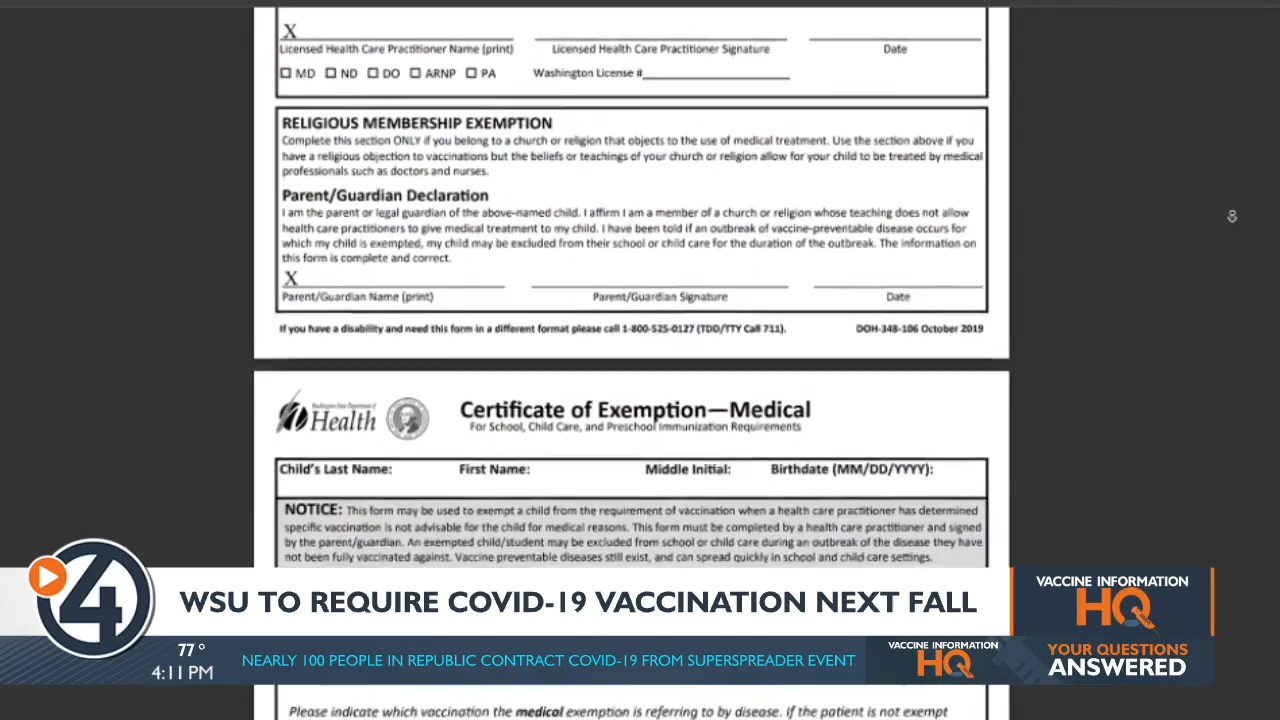 X
Licensed Health Care Practitioner Name (print) Licensed Health Care Practitioner Signature Date
MD ND DO ARNP PA Washington License #
RELIGIOUS MEMBERSHIP EXEMPTION
Complete this section ONLY if you belong to a church or religion that objects to the use of medical treatment. Use the section above if you
have a religious objection to vaccinations but the beliefs or teachings of your church or religion allow for your child to be treated by medical
professionals such as doctors and nurses.
Parent/Guardian Declaration
I am the parent or legal guardian of the above-named child. I affirm I am a member of a church or religion whose teaching does not allow
health care practitioners to give medical treatment to my child. I have been told if an outbreak of vaccine-preventable disease occurs for
which my child is exempted, my child may be excluded from their school or child care for the duration of the outbreak. The information on
this form is complete and correct.
X
Parent/Guardian Name (print) Parent/Guardian Signature Date
If you have a disability and need this form in a different format please call 1-800-525-0127 (TDD/TTY Call 711). DOH-348-106 October 2019
Washington State Department of
Health
Certificate of Exemption—Medical
For School, Child Care, and Preschool Immunization Requirements
Child's Last Name: First Name: Middle Initial: Birthdate (MM/DD/YYYY):
NOTICE: This form may be used to exempt a child from the requirement of vaccination when a health care practitioner has determined
specific vaccination is not advisable for the child for medical reasons. This form must be completed by a health care practitioner and signed
by the parent/guardian. An exempted child/student may be excluded from school or child care during an outbreak of the disease they have
not been fully vaccinated against. Vaccine preventable diseases still exist, and can spread quickly in school and child care settings.
4
WSU TO REQUIRE COVID-19 VACCINATION NEXT FALL
VACCINE INFORMATION
HQ
77°
4:11 PM
NEARLY 100 PEOPLE IN REPUBLIC CONTRACT COVID-19 FROM SUPERSPREADER EVENT
VACCINE INFORMATION
HQ
YOUR QUESTIONS
ANSWERED
Please indicate which vaccination the medical exemption is referring to by disease. If the patient is not exempt